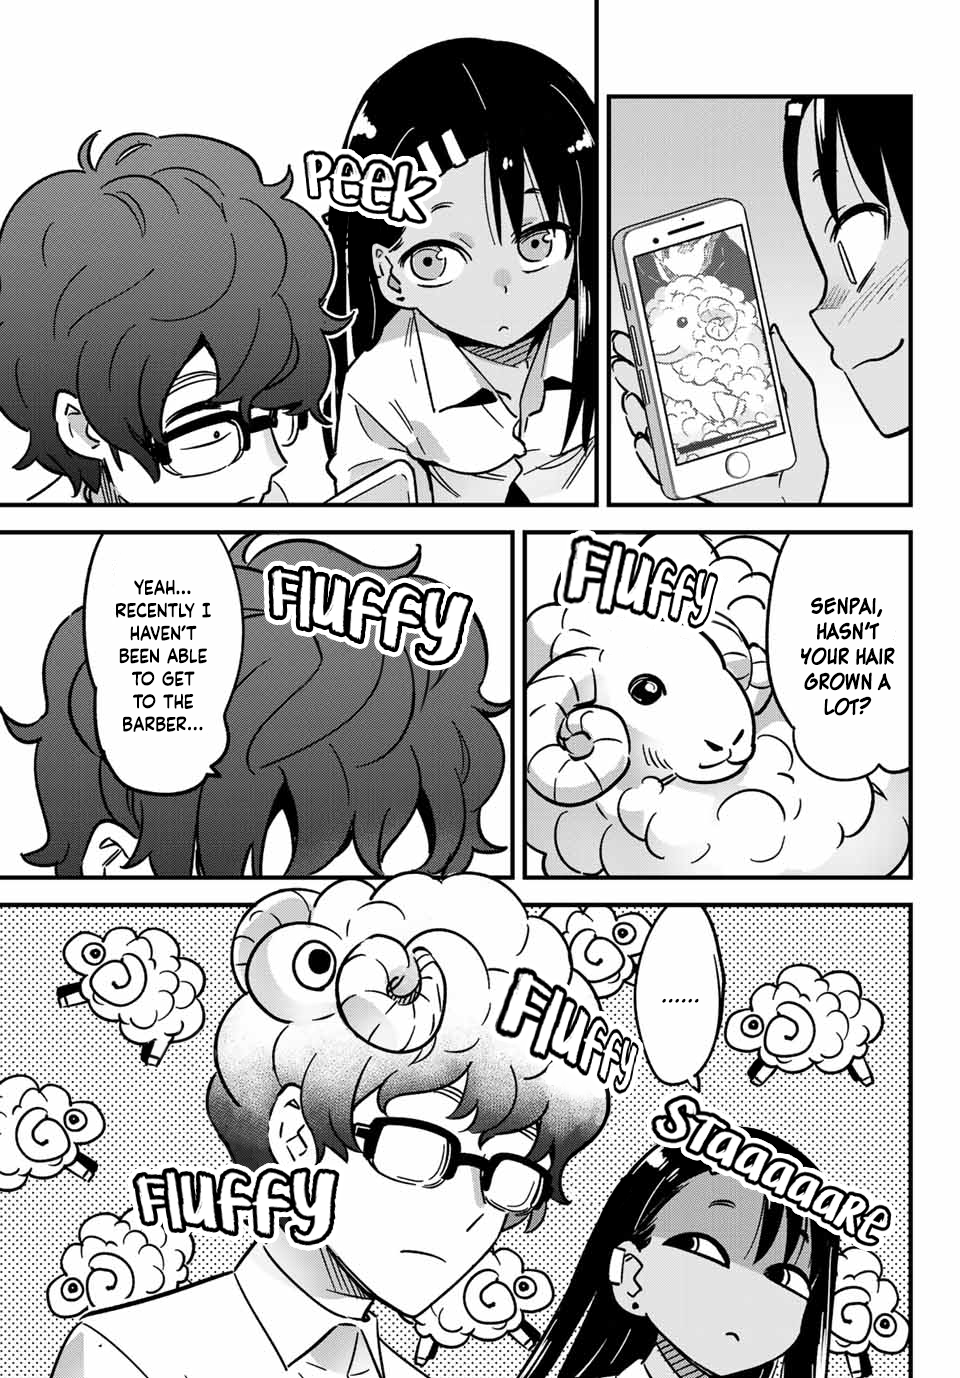 PEEK
SENPAI,
HASN'T
YOUR HAIR
GROWN A
LOT?
FLUFFY
FLUFFY
YEAH...
RECENTLY I
HAVEN'T
BEEN ABLE
TO GET
TO THE
BARBER...
.......
FLUFFY
STAAAAARE
FLUFFY